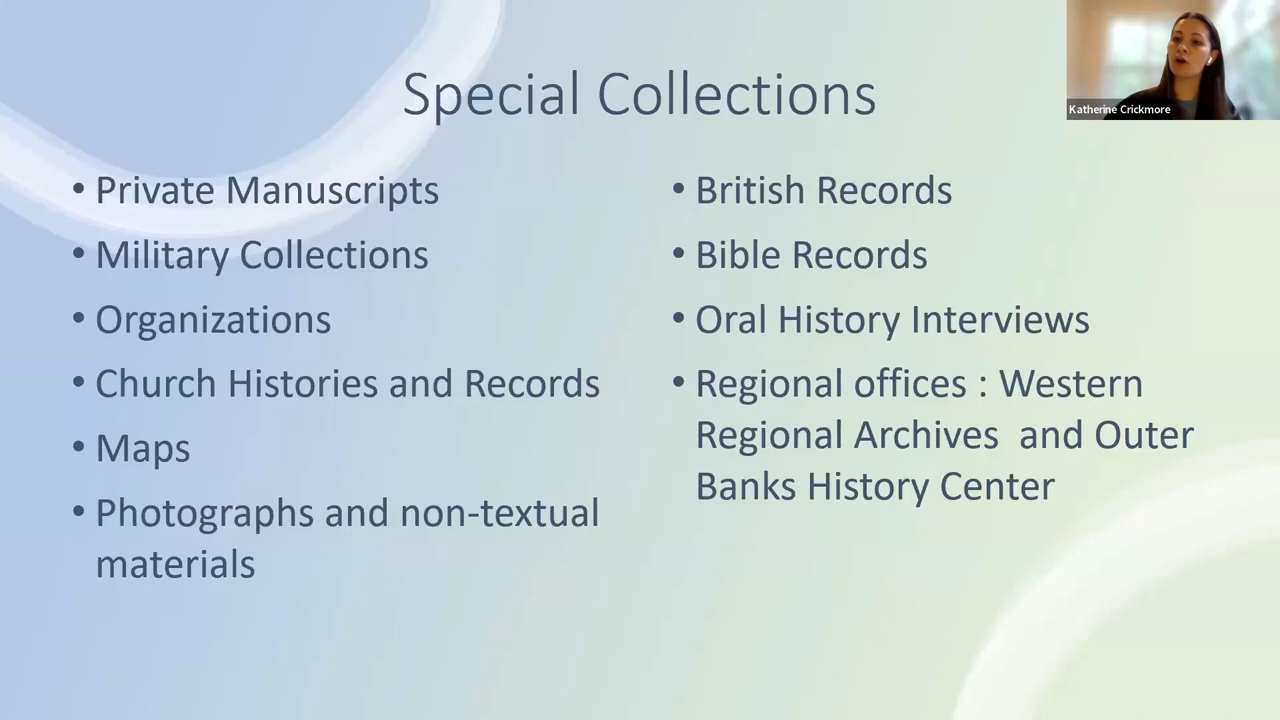 Special Collections
Katherine Crickmore
• Private Manuscripts
• Military Collections
• Organizations
• Church Histories and Records
• Maps
• Photographs and non-textual
materials
• British Records
• Bible Records
• Oral History Interviews
• Regional offices : Western
Regional Archives  and Outer
Banks History Center